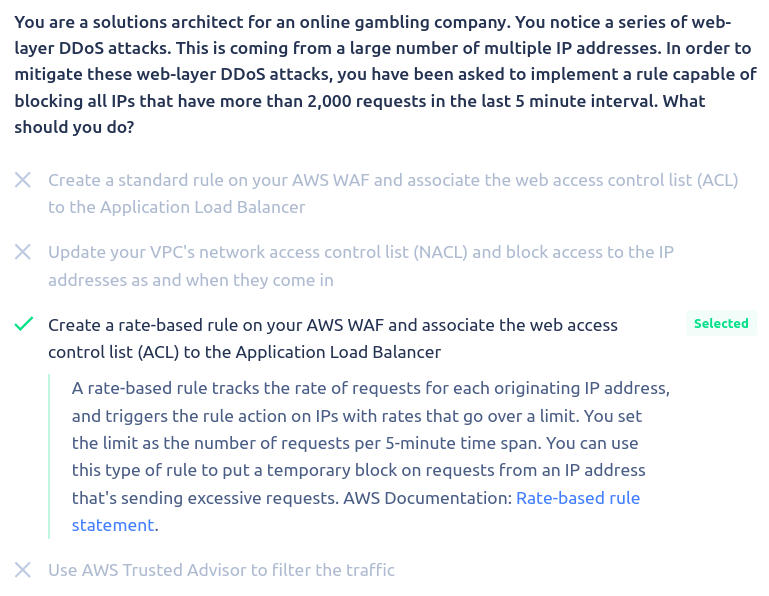 You are a solutions architect for an online gambling company. You notice a series of web-
layer DDoS attacks. This is coming from a large number of multiple IP addresses. In order to
mitigate these web-layer DDoS attacks, you have been asked to implement a rule capable of
blocking all IPs that have more than 2,000 requests in the last 5 minute interval. What
should you do?
Create a standard rule on your AWS WAF and associate the web access control list (ACL)
to the Application Load Balancer
Update your VPC's network access control list (NACL) and block access to the IP
addresses as and when they come in
Create a rate-based rule on your AWS WAF and associate the web access
control list (ACL) to the Application Load Balancer
Selected
A rate-based rule tracks the rate of requests for each originating IP address,
and triggers the rule action on IPs with rates that go over a limit. You set
the limit as the number of requests per 5-minute time span. You can use
this type of rule to put a temporary block on requests from an IP address
that's sending excessive requests. AWS Documentation: Rate-based rule
statement.
Use AWS Trusted Advisor to filter the traffic